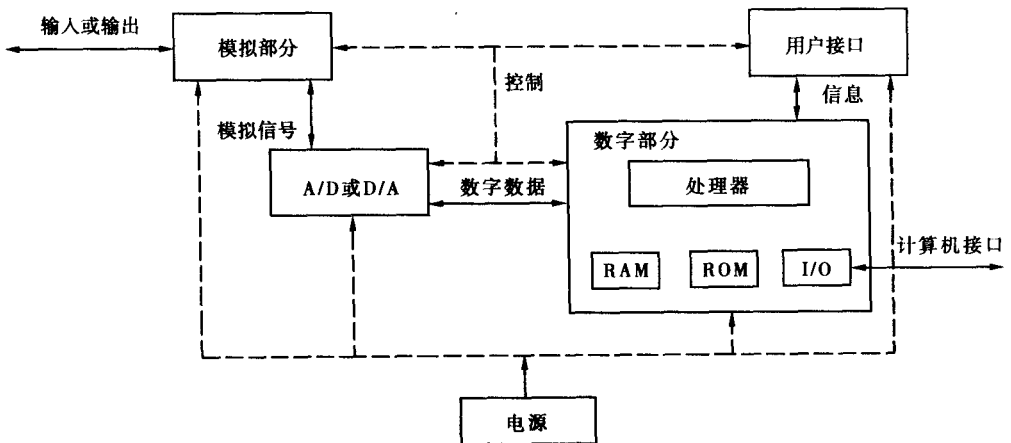 输入或输出
模拟部分
用户接口
控制
信息
模拟信号
数字部分
A/D或D/A
数字数据
处理器
计算机接口
RAM
ROM
I/O
电源